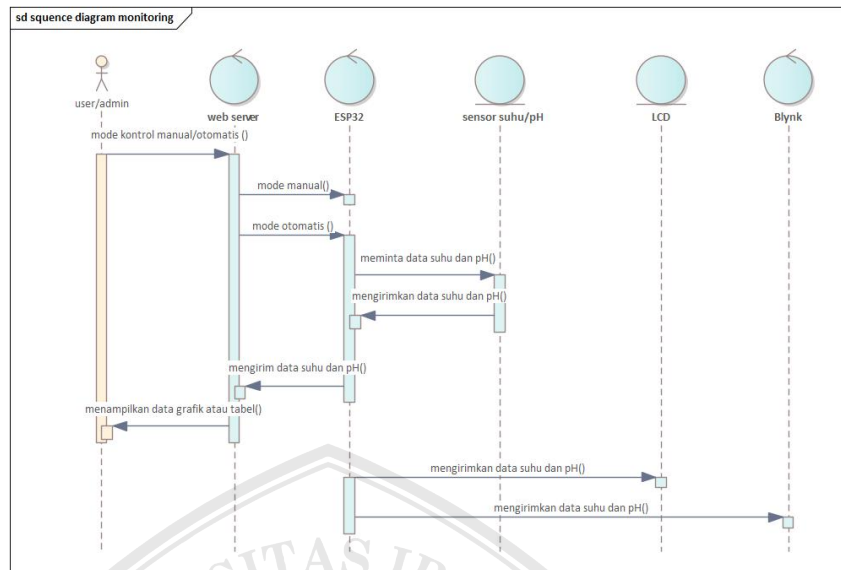 sd squence diagram monitoring
user/admin
web server
ESP32
sensor suhu/pH
LCD
Blynk
mode kontrol manual/otomatis ()
mode manual()
mode otomatis ()
meminta data suhu dan pH()
mengirimkan data suhu dan pH()
mengirim data suhu dan pH()
menampilkan data grafik atau tabel()
mengirimkan data suhu dan pH()
mengirimkan data suhu dan pH()